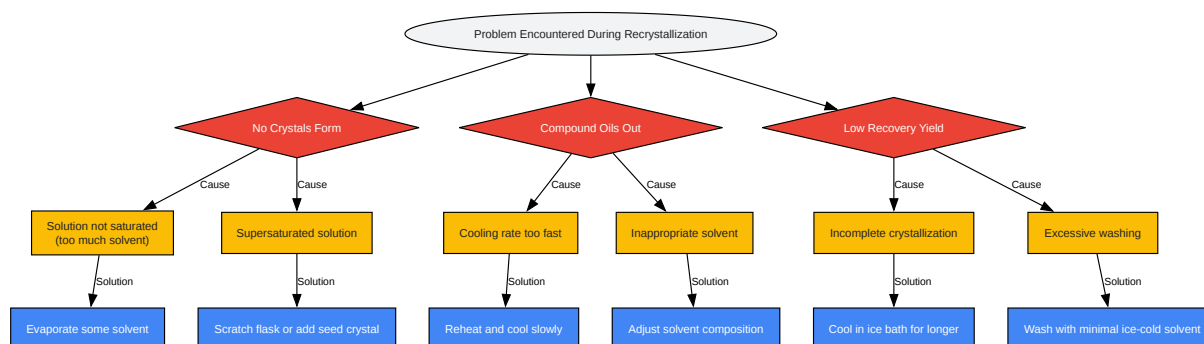 Problem Encountered During Recrystallization
No Crystals Form
Compound Oils Out
Low Recovery Yield
Cause
Cause
Cause
Cause
Cause
Cause
Solution not saturated
(too much solvent)
Supersaturated solution
Cooling rate too fast
Inappropriate solvent
Incomplete crystallization
Excessive washing
Solution
Solution
Solution
Solution
Solution
Solution
Evaporate some solvent
Scratch flask or add seed crystal
Reheat and cool slowly
Adjust solvent composition
Cool in ice bath for longer
Wash with minimal ice-cold solvent